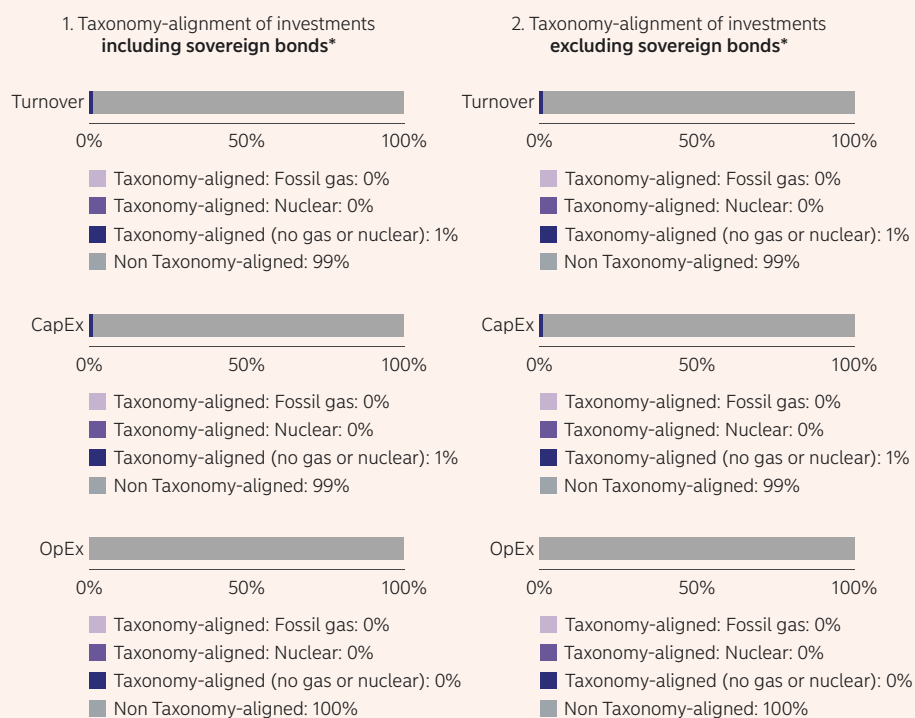 1. Taxonomy-alignment of investments
including sovereign bonds*
Turnover
0% 50% 100%
Taxonomy-aligned: Fossil gas: 0%
Taxonomy-aligned: Nuclear: 0%
Taxonomy-aligned (no gas or nuclear): 1%
Non Taxonomy-aligned: 99%
CapEx
0% 50% 100%
Taxonomy-aligned: Fossil gas: 0%
Taxonomy-aligned: Nuclear: 0%
Taxonomy-aligned (no gas or nuclear): 1%
Non Taxonomy-aligned: 99%
OpEx
0% 50% 100%
Taxonomy-aligned: Fossil gas: 0%
Taxonomy-aligned: Nuclear: 0%
Taxonomy-aligned (no gas or nuclear): 0%
Non Taxonomy-aligned: 100%
2. Taxonomy-alignment of investments
excluding sovereign bonds*
Turnover
0% 50% 100%
Taxonomy-aligned: Fossil gas: 0%
Taxonomy-aligned: Nuclear: 0%
Taxonomy-aligned (no gas or nuclear): 1%
Non Taxonomy-aligned: 99%
CapEx
0% 50% 100%
Taxonomy-aligned: Fossil gas: 0%
Taxonomy-aligned: Nuclear: 0%
Taxonomy-aligned (no gas or nuclear): 1%
Non Taxonomy-aligned: 99%
OpEx
0% 50% 100%
Taxonomy-aligned: Fossil gas: 0%
Taxonomy-aligned: Nuclear: 0%
Taxonomy-aligned (no gas or nuclear): 0%
Non Taxonomy-aligned: 100%